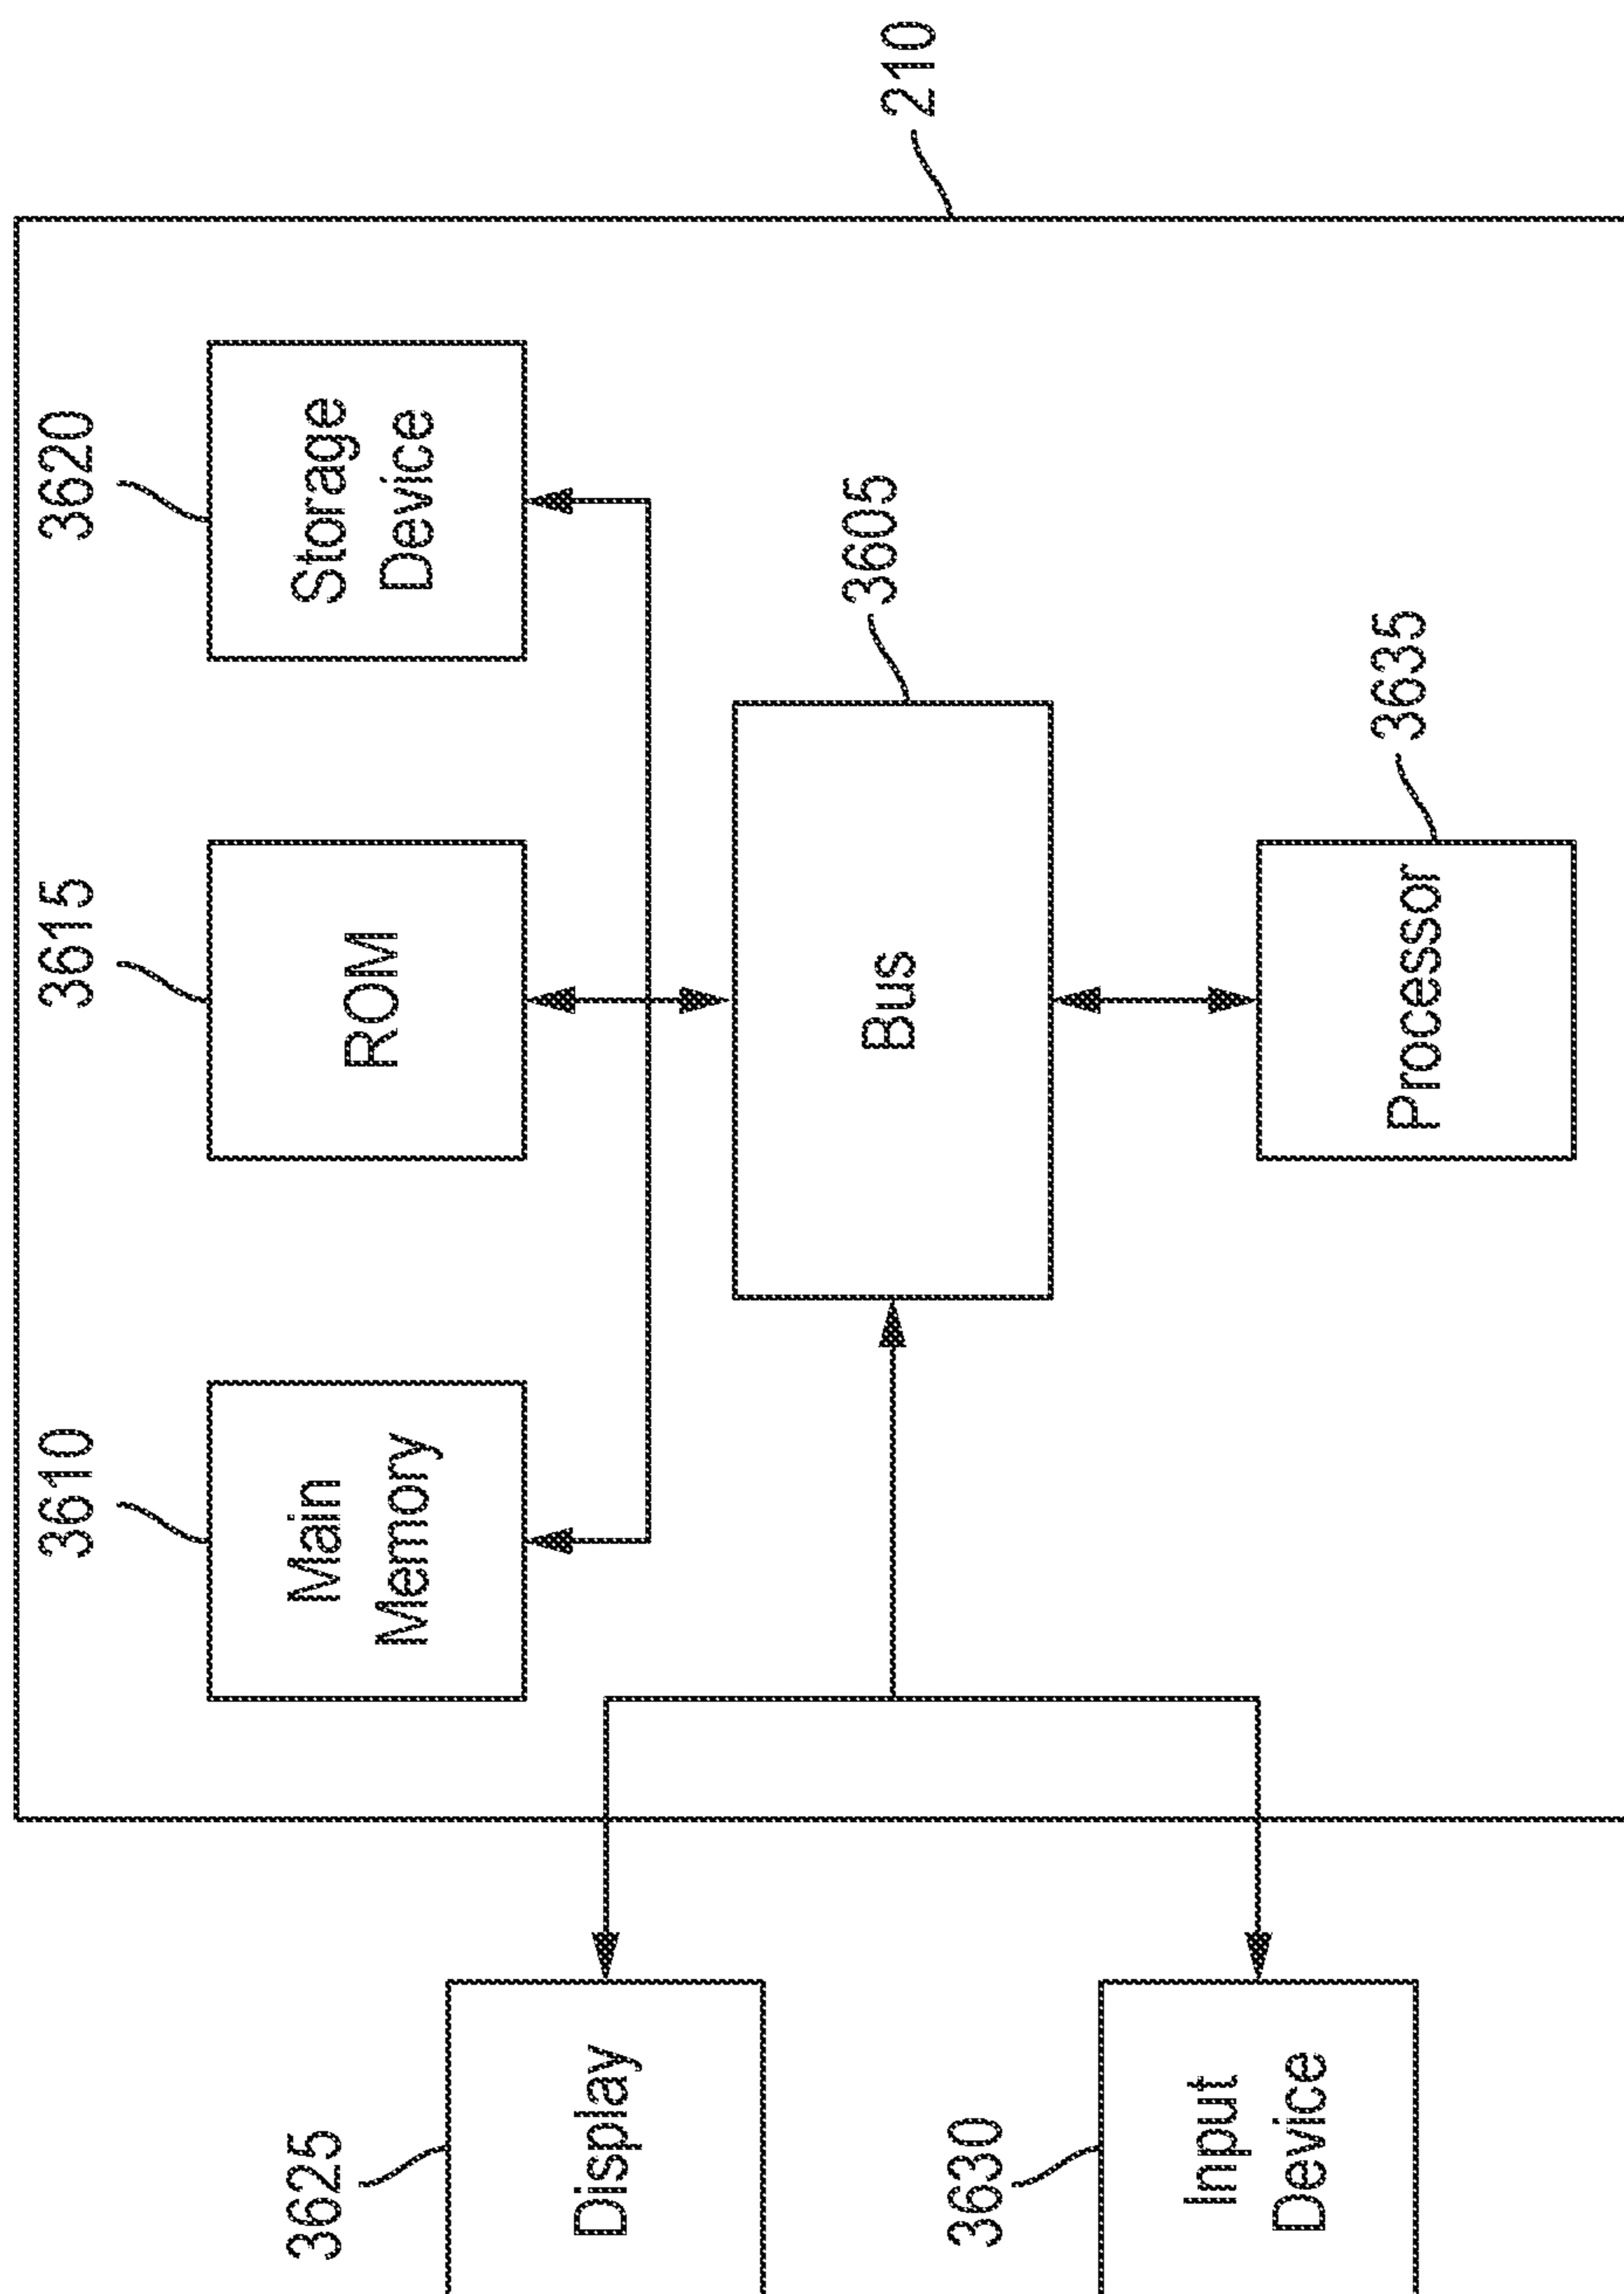 3610
3615
3620
Main
Memory
ROM
Storage
Device
3625
Display
Bus
3605
210
3630
Input
Device
Processor
3635